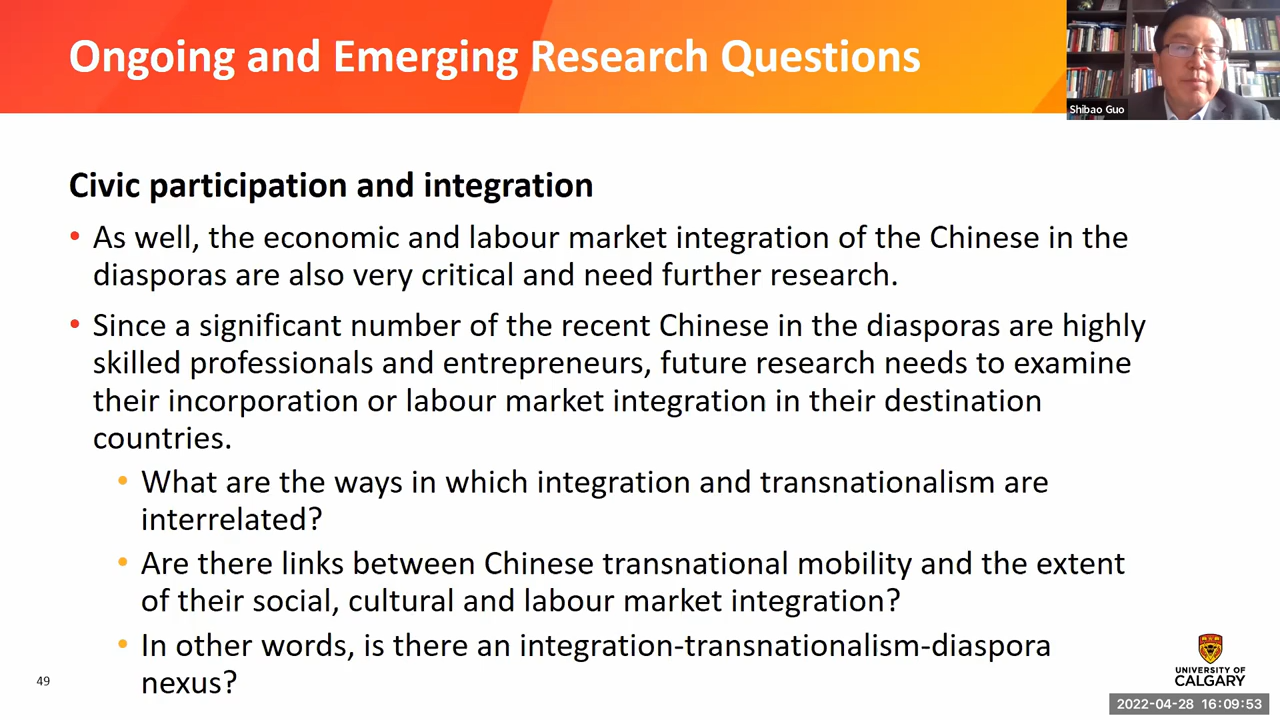 Ongoing and Emerging Research Questions
Shibao Guo
Civic participation and integration
• As well, the economic and labour market integration of the Chinese in the
diasporas are also very critical and need further research.
• Since a significant number of the recent Chinese in the diasporas are highly
skilled professionals and entrepreneurs, future research needs to examine
their incorporation or labour market integration in their destination
countries.
• What are the ways in which integration and transnationalism are
interrelated?
• Are there links between Chinese transnational mobility and the extent
of their social, cultural and labour market integration?
• In other words, is there an integration-transnationalism-diaspora
nexus?
49
UNIVERSITY OF
CALGARY
2022-04-28 16:09:53